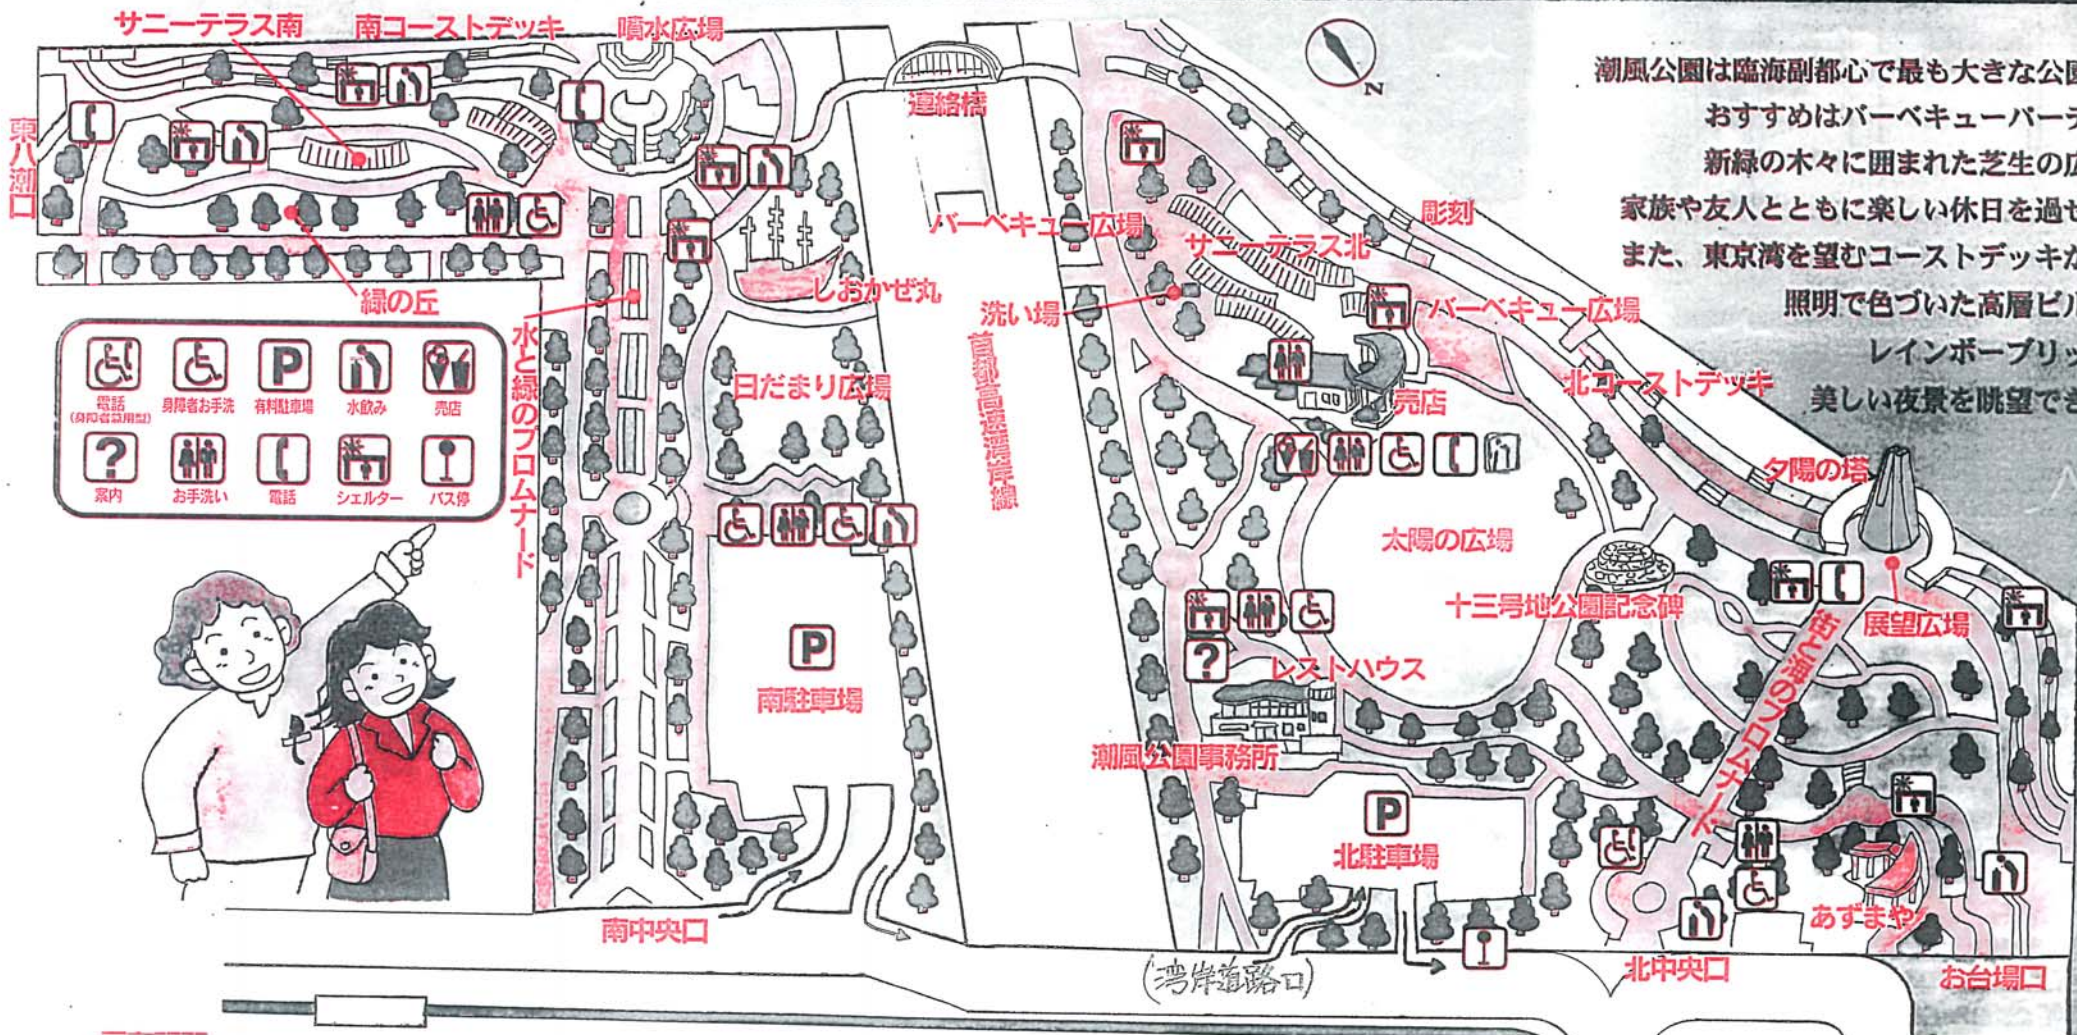 サニーテラス南
南コーストデッキ
噴水広場
連絡橋
N
潮風公園は臨海副都心で最も大きな公園
おすすめはバーベキューパーテ
新緑の木々に囲まれた芝生の広
家族や友人とともに楽しい休日を過せ
また、東京湾を望むコーストデッキか
照明で色づいた高層ビル
レインボーブリッ
美しい夜景を眺望でき
東八潮口
緑の丘
水と緑のプロムナード
しおかぜ丸
日だまり広場
首都高速湾岸線
バーベキュー広場
サニーテラス北
彫刻
洗い場
バーベキュー広場
売店
北コーストデッキ
夕陽の塔
太陽の広場
十三号地公園記念碑
展望広場
街と海のプロムナード
レストハウス
潮風公園事務所
P
南駐車場
P
北駐車場
?
あずまや
南中央口
(湾岸道路口)
北中央口
お台場口
P
電話
(身障者兼用型)
身障者お手洗
有料駐車場
水飲み
売店
?
案内
お手洗い
電話
シェルター
バス停